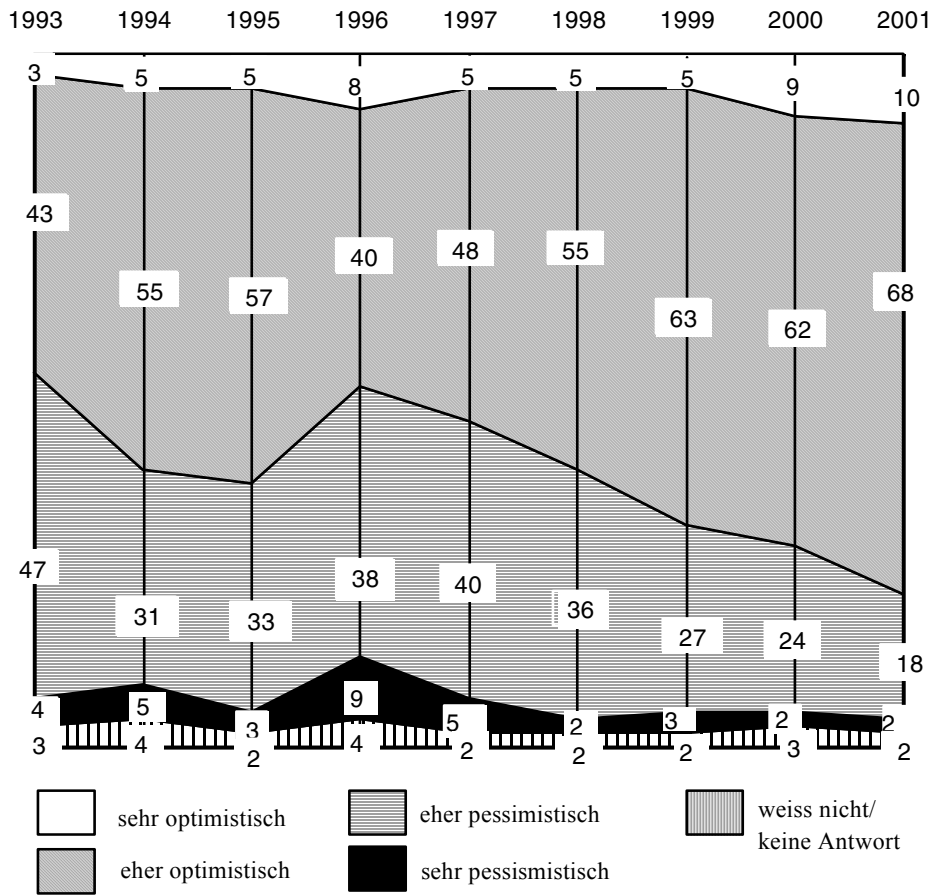 1993 1994 1995 1996 1997 1998 1999 2000 2001
3 5 5 8 5 5 5 9 10
43 55 57 40 48 55 63 62 68
47 31 33 38 40 36 27 24 18
4 5 3 9 5 2 3 2 2
3 4 2 4 2 2 2 3 2
sehr optimistisch
eher optimistisch
eher pessimistisch
sehr pessismistisch
weiss nicht/
keine Antwort